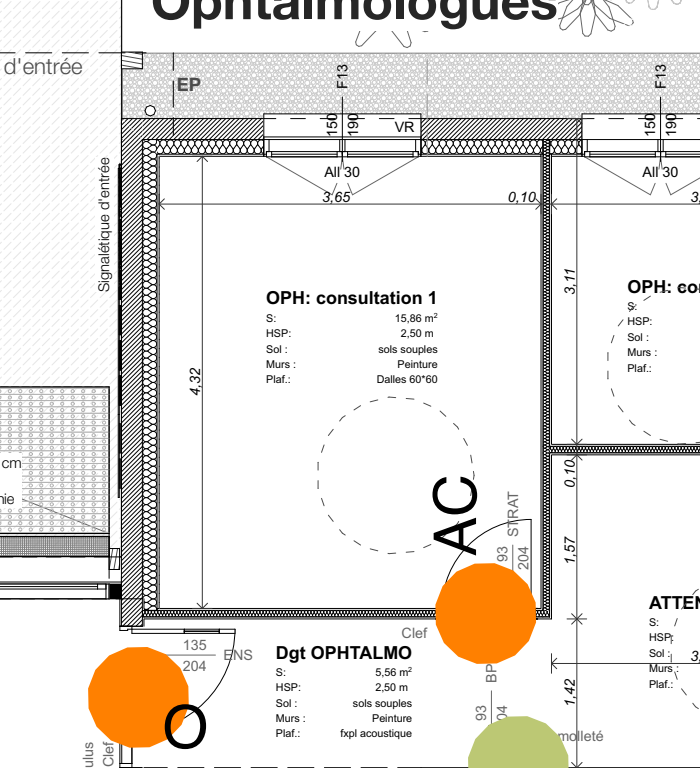 Ophtalmologues
d'entrée
EP
F13
F13
150
190
VR
150
190
All 30
All 30
3,65
0,10
Signalétique d'entrée
OPH: consultation 1
S: 15,86 m²
HSP: 2,50 m
Sol : sols souples
Murs : Peinture
Plaf.: Dalles 60*60
3,11
S:
HSP:
Sol :
Murs :
Plaf.:
4,32
cm
AC
STRAT
93
204
0,10
1,57
Clef
135
204
ENS
Dgt OPHTALMO
S: 5,56 m²
HSP: 2,50 m
Sol : sols souples
Murs : Peinture
Plaf.: fxpl acoustique
O
BP
93
04
1,42
S:
HSP:
Sol :
Murs :
Plaf.:
molleté
Clef